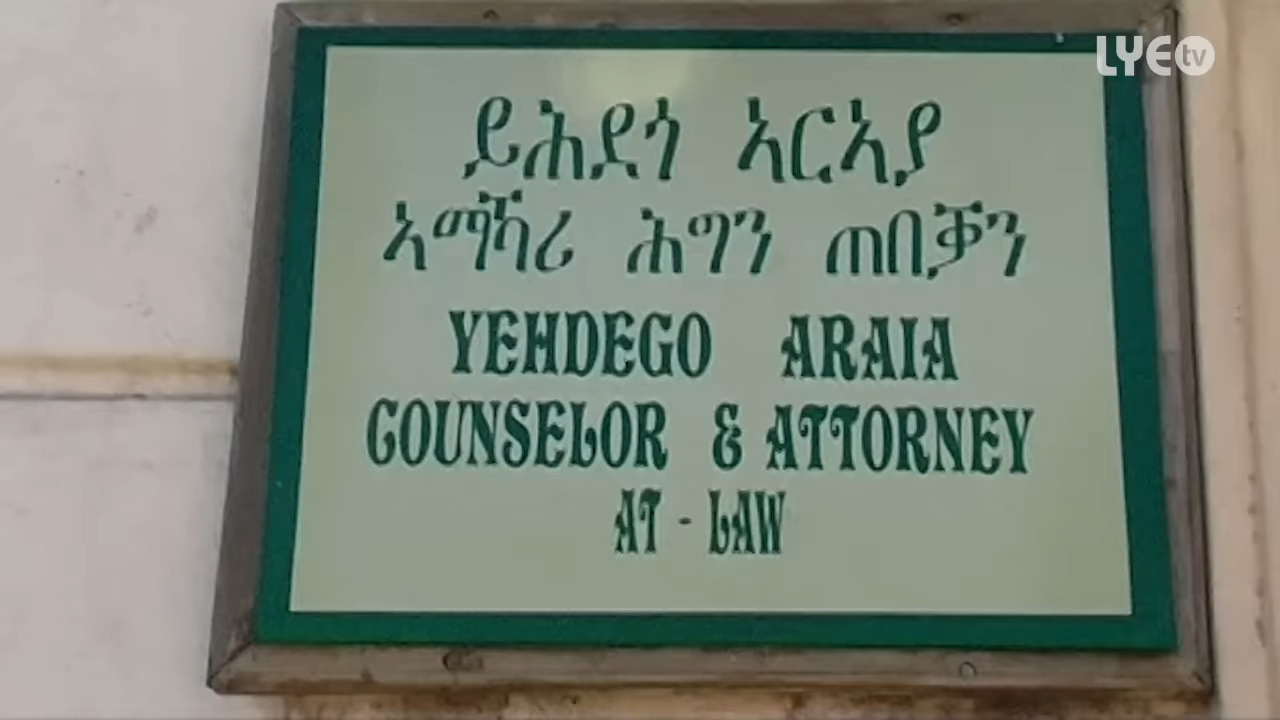 LYE tv
ይሕደጎ ኣርኣያ
ኣማኻሪ ሕግን ጠበቓን
YEHDEGO ARAIA
COUNSELOR & ATTORNEY
AT - LAW